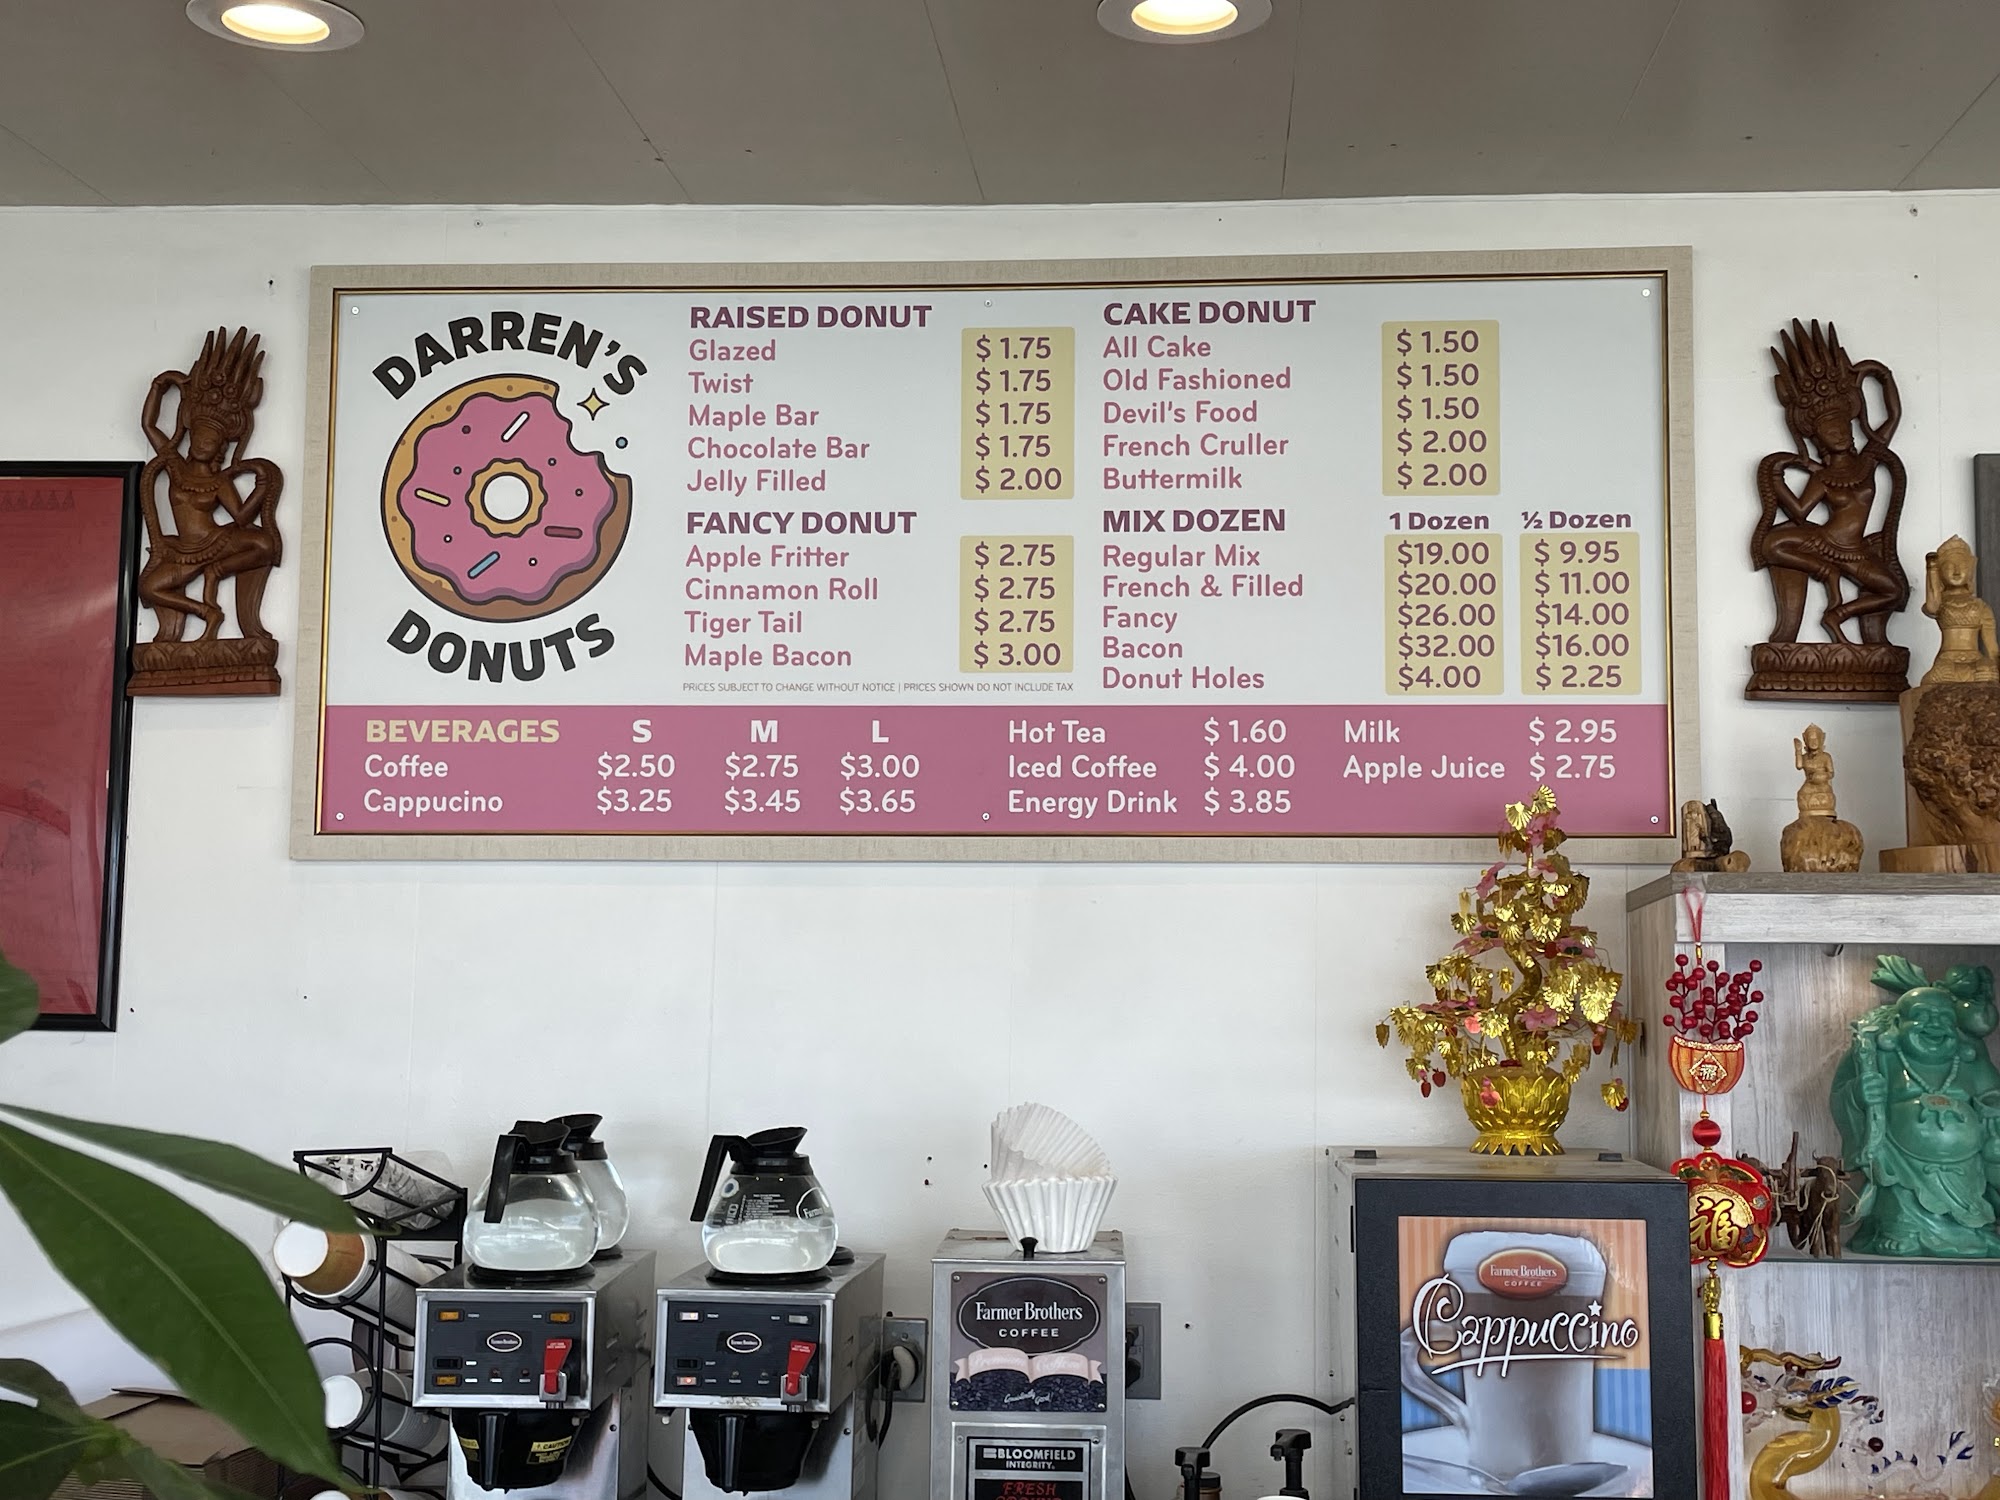 DARREN'S
DONUTS
RAISED DONUT
Glazed $ 1.75
Twist $ 1.75
Maple Bar $ 1.75
Chocolate Bar $ 1.75
Jelly Filled $ 2.00
FANCY DONUT
Apple Fritter $ 2.75
Cinnamon Roll $ 2.75
Tiger Tail $ 2.75
Maple Bacon $ 3.00
PRICES SUBJECT TO CHANGE WITHOUT NOTICE | PRICES SHOWN DO NOT INCLUDE TAX
CAKE DONUT
All Cake $ 1.50
Old Fashioned $ 1.50
Devil's Food $ 1.50
French Cruller $ 2.00
Buttermilk $ 2.00
MIX DOZEN 1 Dozen ½ Dozen
Regular Mix $19.00 $ 9.95
French & Filled $20.00 $ 11.00
Fancy $26.00 $14.00
Bacon $32.00 $16.00
Donut Holes $4.00 $ 2.25
BEVERAGES S M L
Coffee $2.50 $2.75 $3.00
Cappucino $3.25 $3.45 $3.65
Hot Tea $ 1.60
Iced Coffee $ 4.00
Energy Drink $ 3.85
Milk $ 2.95
Apple Juice $ 2.75
Farmer Brothers
COFFEE
BLOOMFIELD
INTEGRITY
FRESH
Farmer Brothers
COFFEE
Cappuccino
福
CAUTION